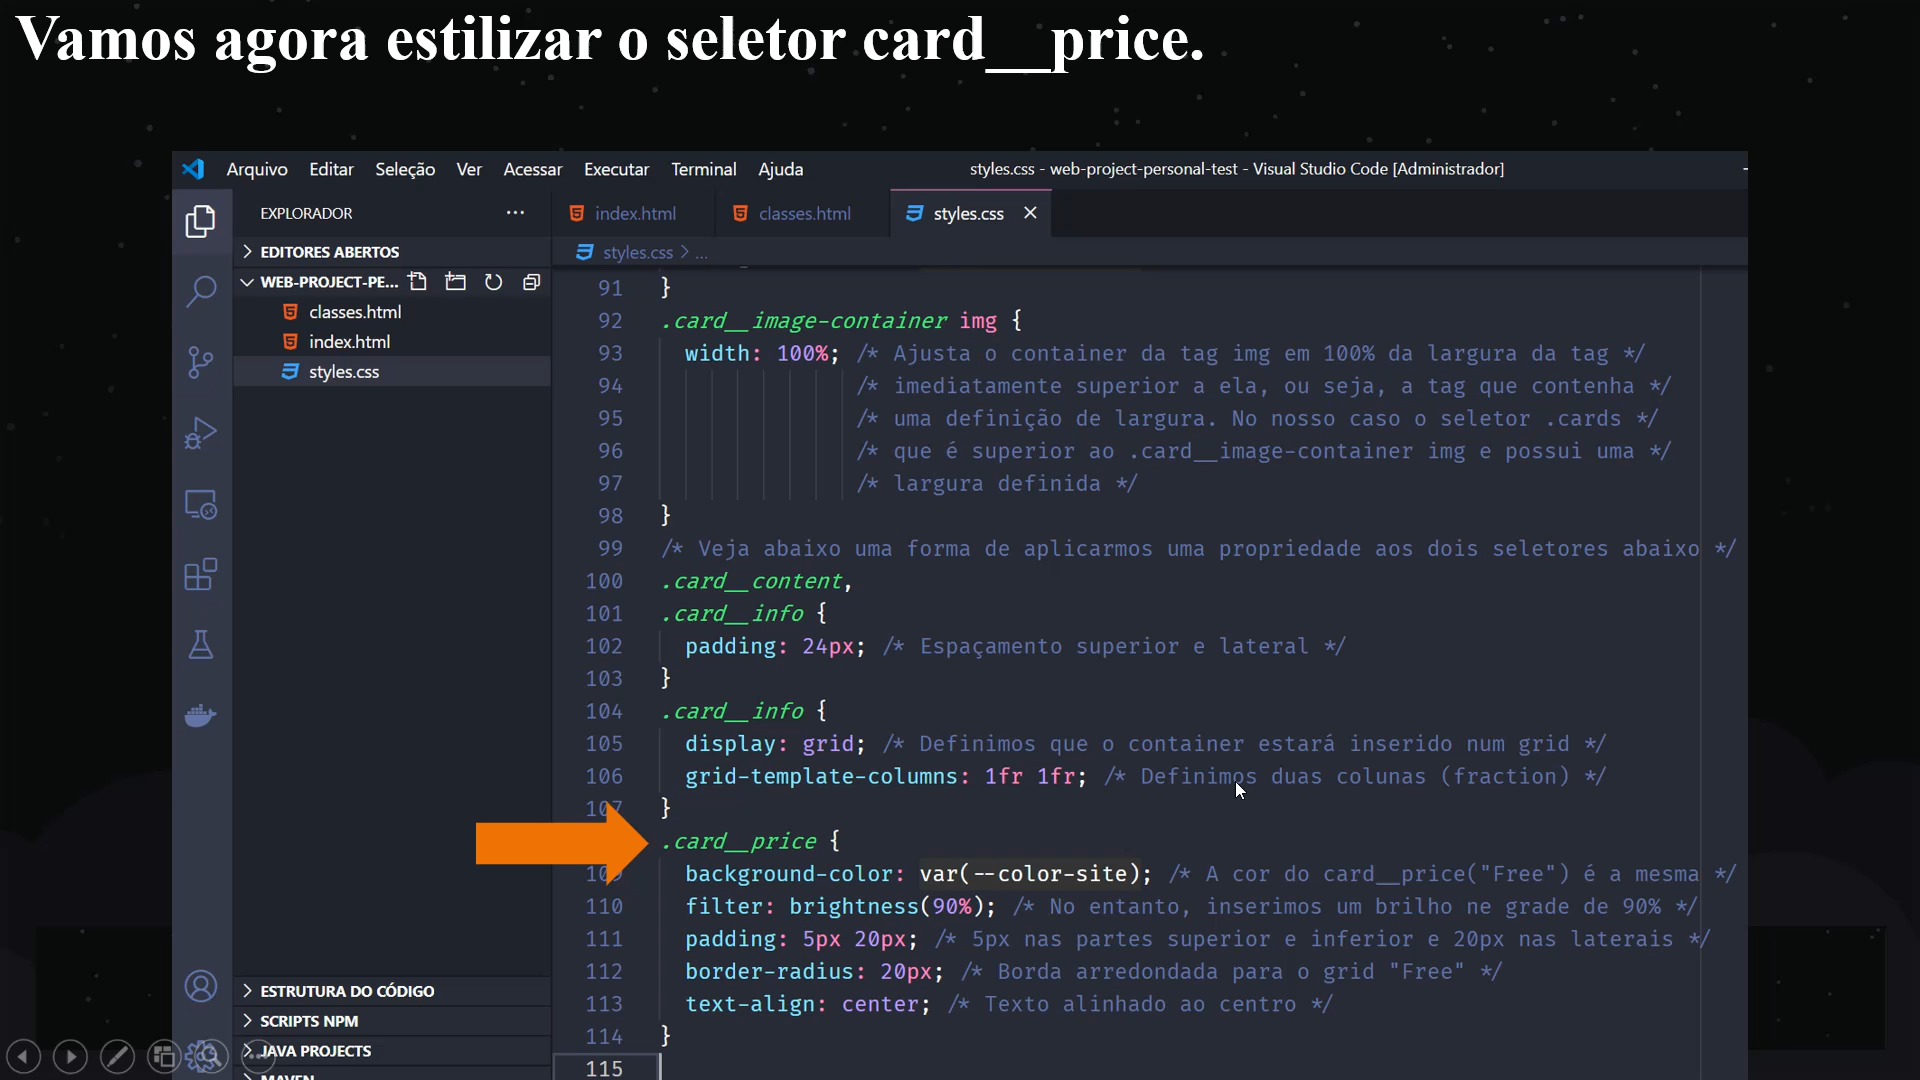 Vamos agora estilizar o seletor card__price.
Arquivo Editar Seleção Ver Acessar Executar Terminal Ajuda styles.css - web-project-personal-test - Visual Studio Code [Administrador]
EXPLORADOR ...
index.html classes.html styles.css
EDITORES ABERTOS
styles.css > ...
WEB-PROJECT-PE...
classes.html
index.html
styles.css
91 }
92 .card__image-container img {
93 width: 100%; /* Ajusta o container da tag img em 100% da largura da tag */
94 /* imediatamente superior a ela, ou seja, a tag que contenha */
95 /* uma definição de largura. No nosso caso o seletor .cards */
96 /* que é superior ao .card__image-container img e possui uma */
97 /* largura definida */
98 }
99 /* Veja abaixo uma forma de aplicarmos uma propriedade aos dois seletores abaixo */
100 .card__content,
101 .card__info {
102 padding: 24px; /* Espaçamento superior e lateral */
103 }
104 .card__info {
105 display: grid; /* Definimos que o container estará inserido num grid */
106 grid-template-columns: 1fr 1fr; /* Definimos duas colunas (fraction) */
107 }
.card__price {
109 background-color: var(--color-site); /* A cor do card__price("Free") é a mesma */
110 filter: brightness(90%); /* No entanto, inserimos um brilho ne grade de 90% */
111 padding: 5px 20px; /* 5px nas partes superior e inferior e 20px nas laterais */
112 border-radius: 20px; /* Borda arredondada para o grid "Free" */
113 text-align: center; /* Texto alinhado ao centro */
114 }
115
ESTRUTURA DO CÓDIGO
SCRIPTS NPM
JAVA PROJECTS
MAVEN